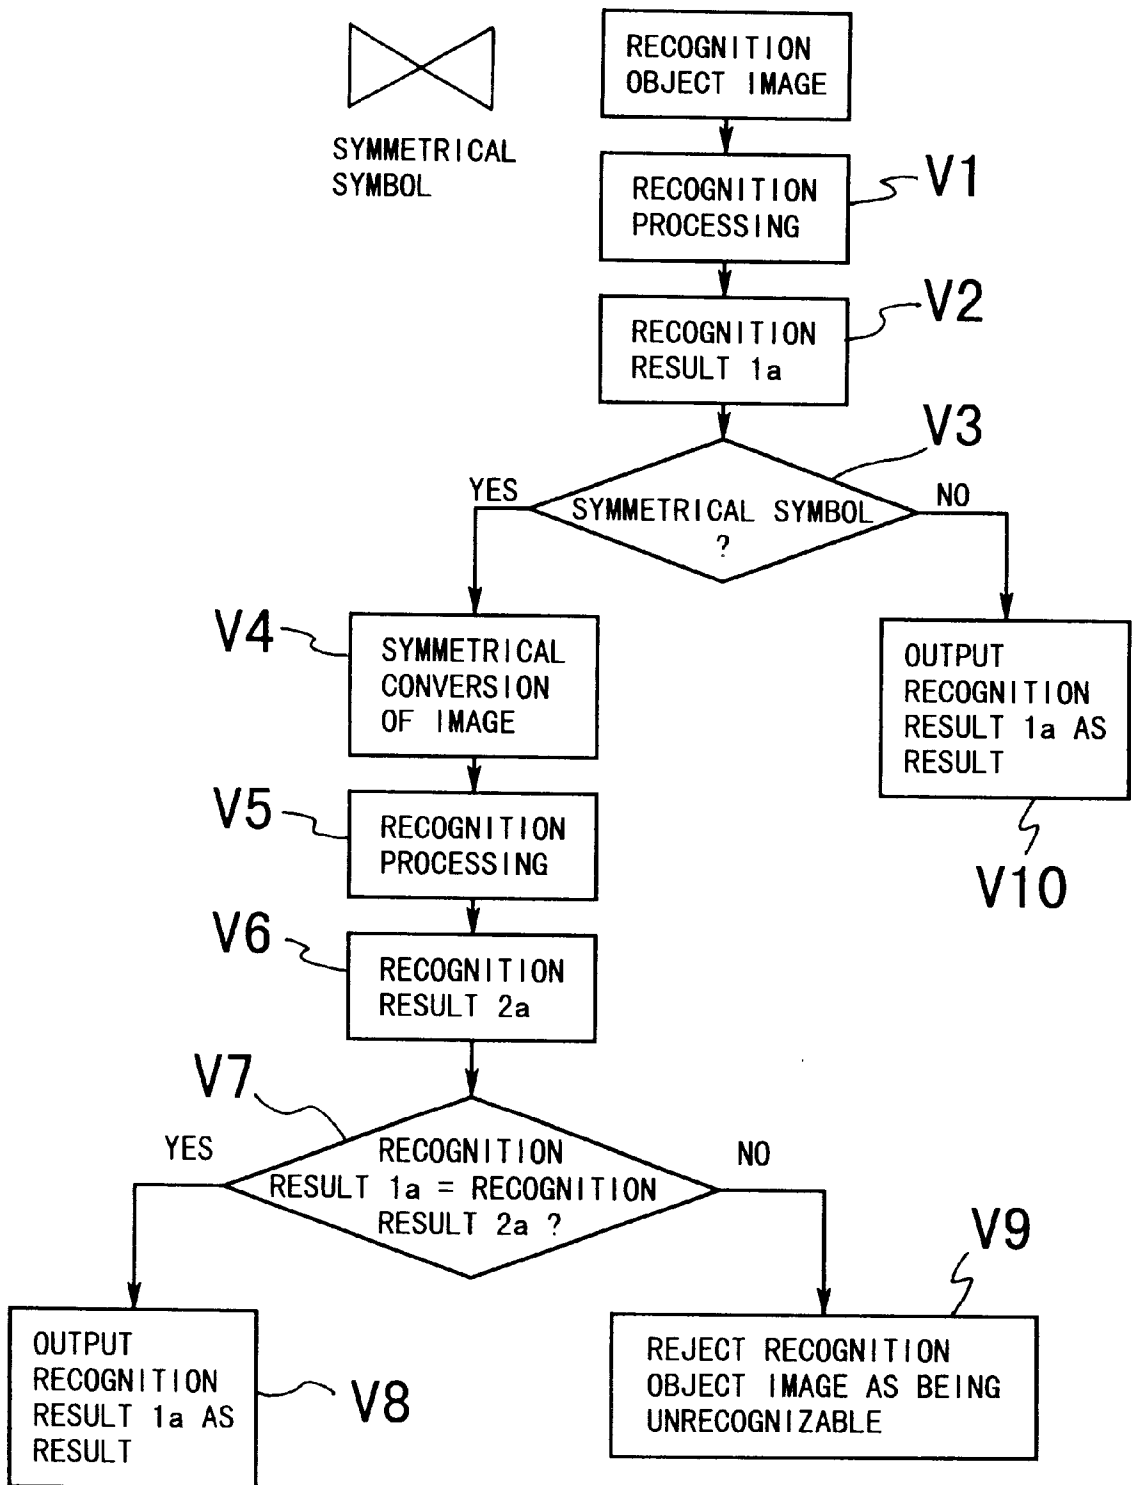 RECOGNITION
OBJECT IMAGE
SYMMETRICAL
SYMBOL
RECOGNITION
PROCESSING
V1
RECOGNITION
RESULT 1a
V2
V3
YES
SYMMETRICAL SYMBOL
?
NO
V4
SYMMETRICAL
CONVERSION
OF IMAGE
OUTPUT
RECOGNITION
RESULT 1a AS
RESULT
V10
V5
RECOGNITION
PROCESSING
V6
RECOGNITION
RESULT 2a
V7
YES
RECOGNITION
RESULT 1a = RECOGNITION
RESULT 2a ?
NO
OUTPUT
RECOGNITION
RESULT 1a AS
RESULT
V8
V9
REJECT RECOGNITION
OBJECT IMAGE AS BEING
UNRECOGNIZABLE